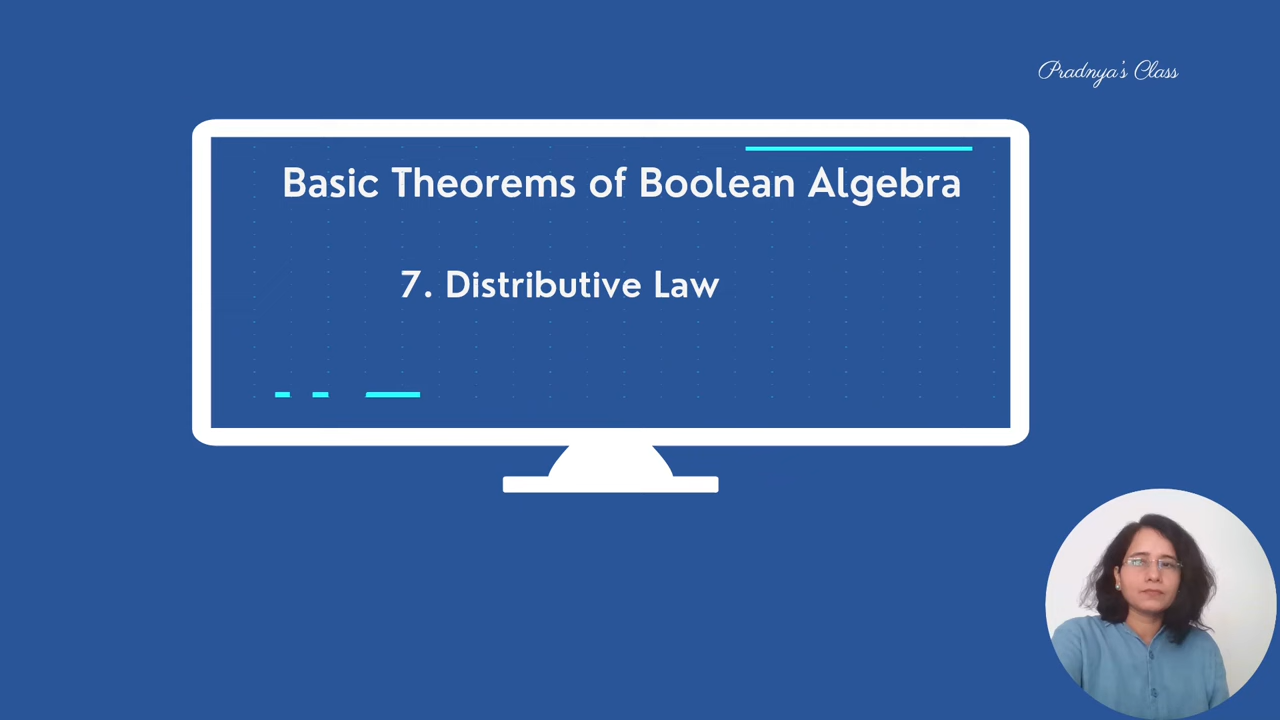 Pradnya's Class
Basic Theorems of Boolean Algebra
7. Distributive Law